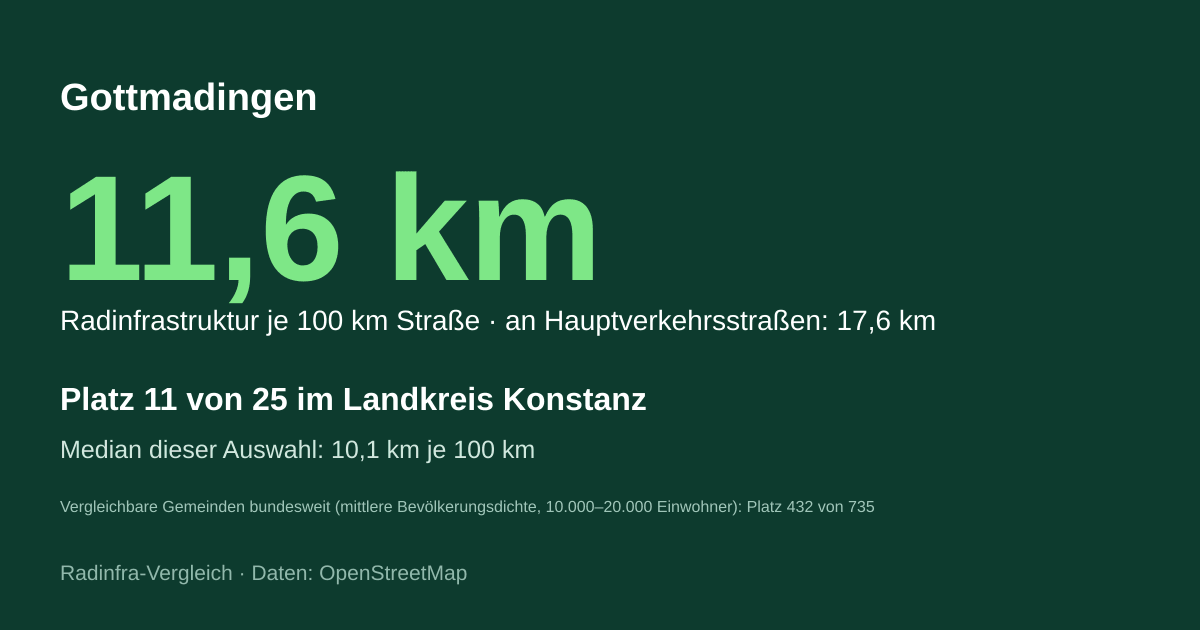 Gottmadingen
11,6 km
Radinfrastruktur je 100 km Straße · an Hauptverkehrsstraßen: 17,6 km
Platz 11 von 25 im Landkreis Konstanz
Median dieser Auswahl: 10,1 km je 100 km
Vergleichbare Gemeinden bundesweit (mittlere Bevölkerungsdichte, 10.000–20.000 Einwohner): Platz 432 von 735
Radinfra-Vergleich · Daten: OpenStreetMap